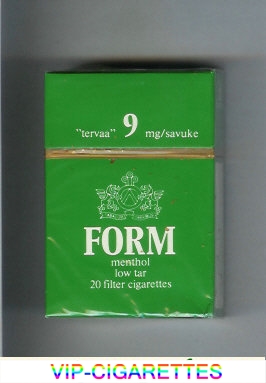 "tervaa" 9 mg/savuke
FORM
menthol
low tar
20 filter cigarettes
VIP-CIGARETTES